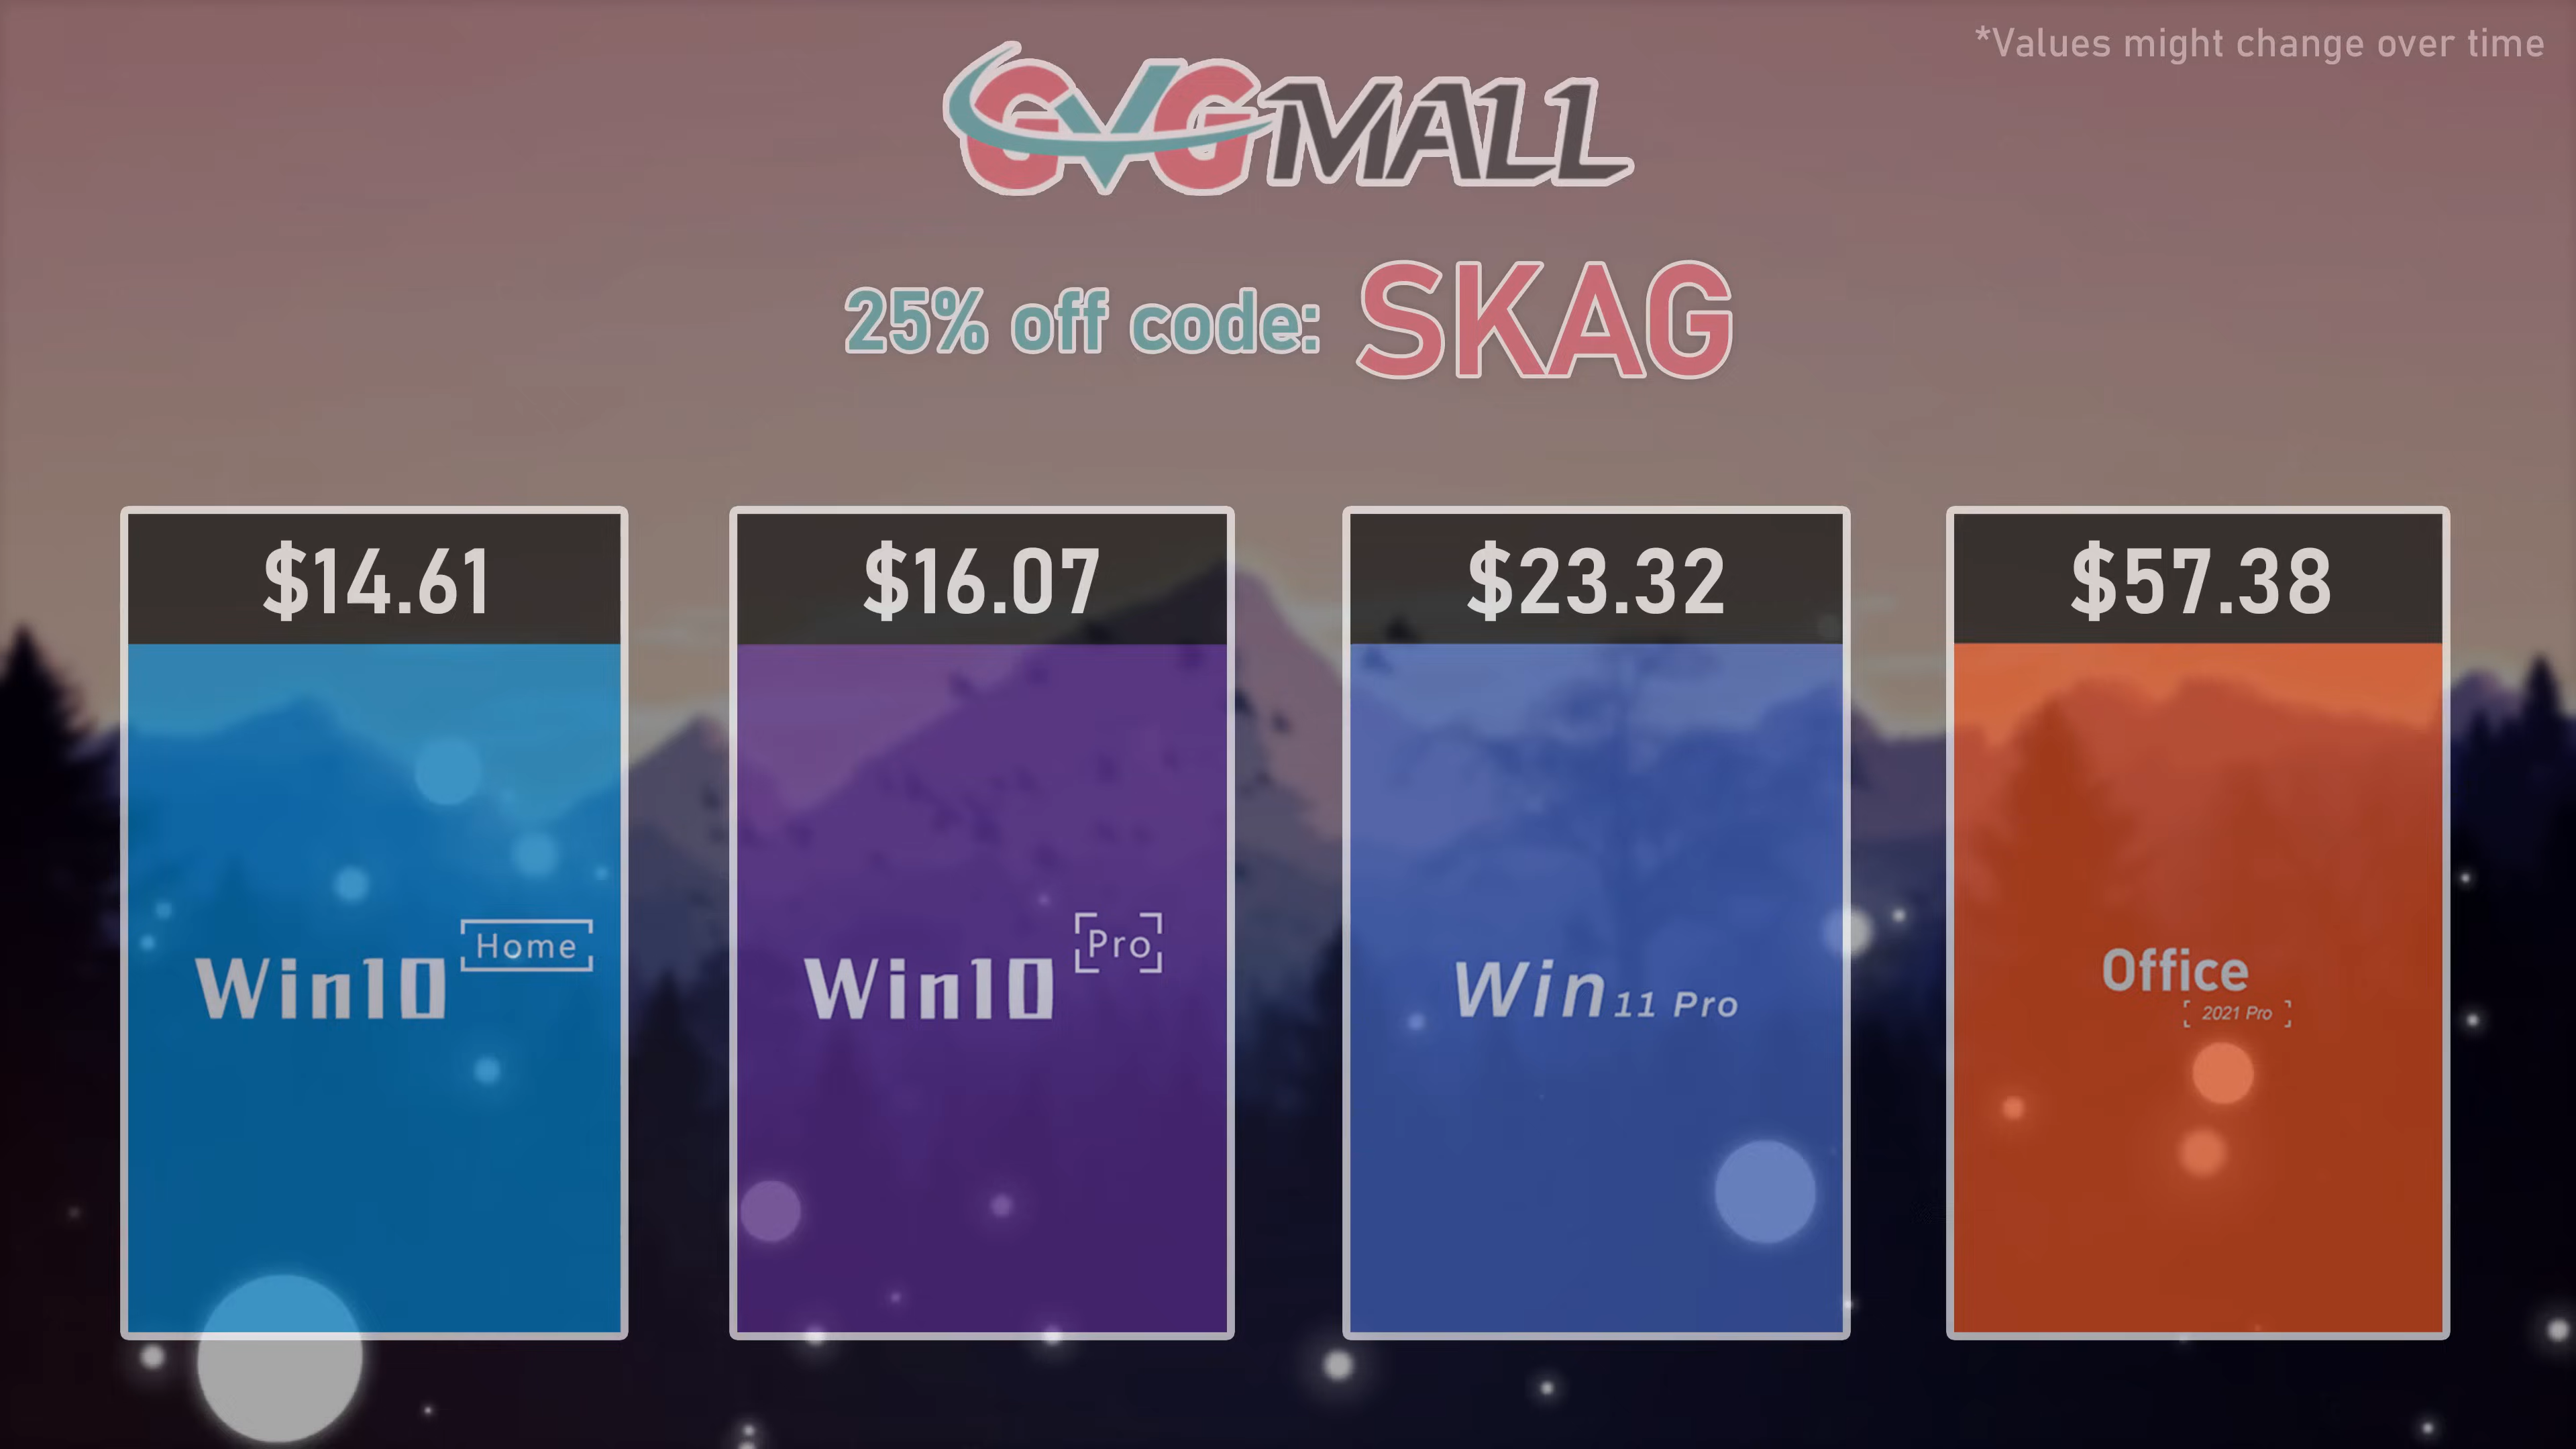 *Values might change over time
GVGMALL
25% off code: SKAG
$14.61
$16.07
$23.32
$57.38
Win10 Home
Win10 Pro
Win 11 Pro
Office
2021 Pro